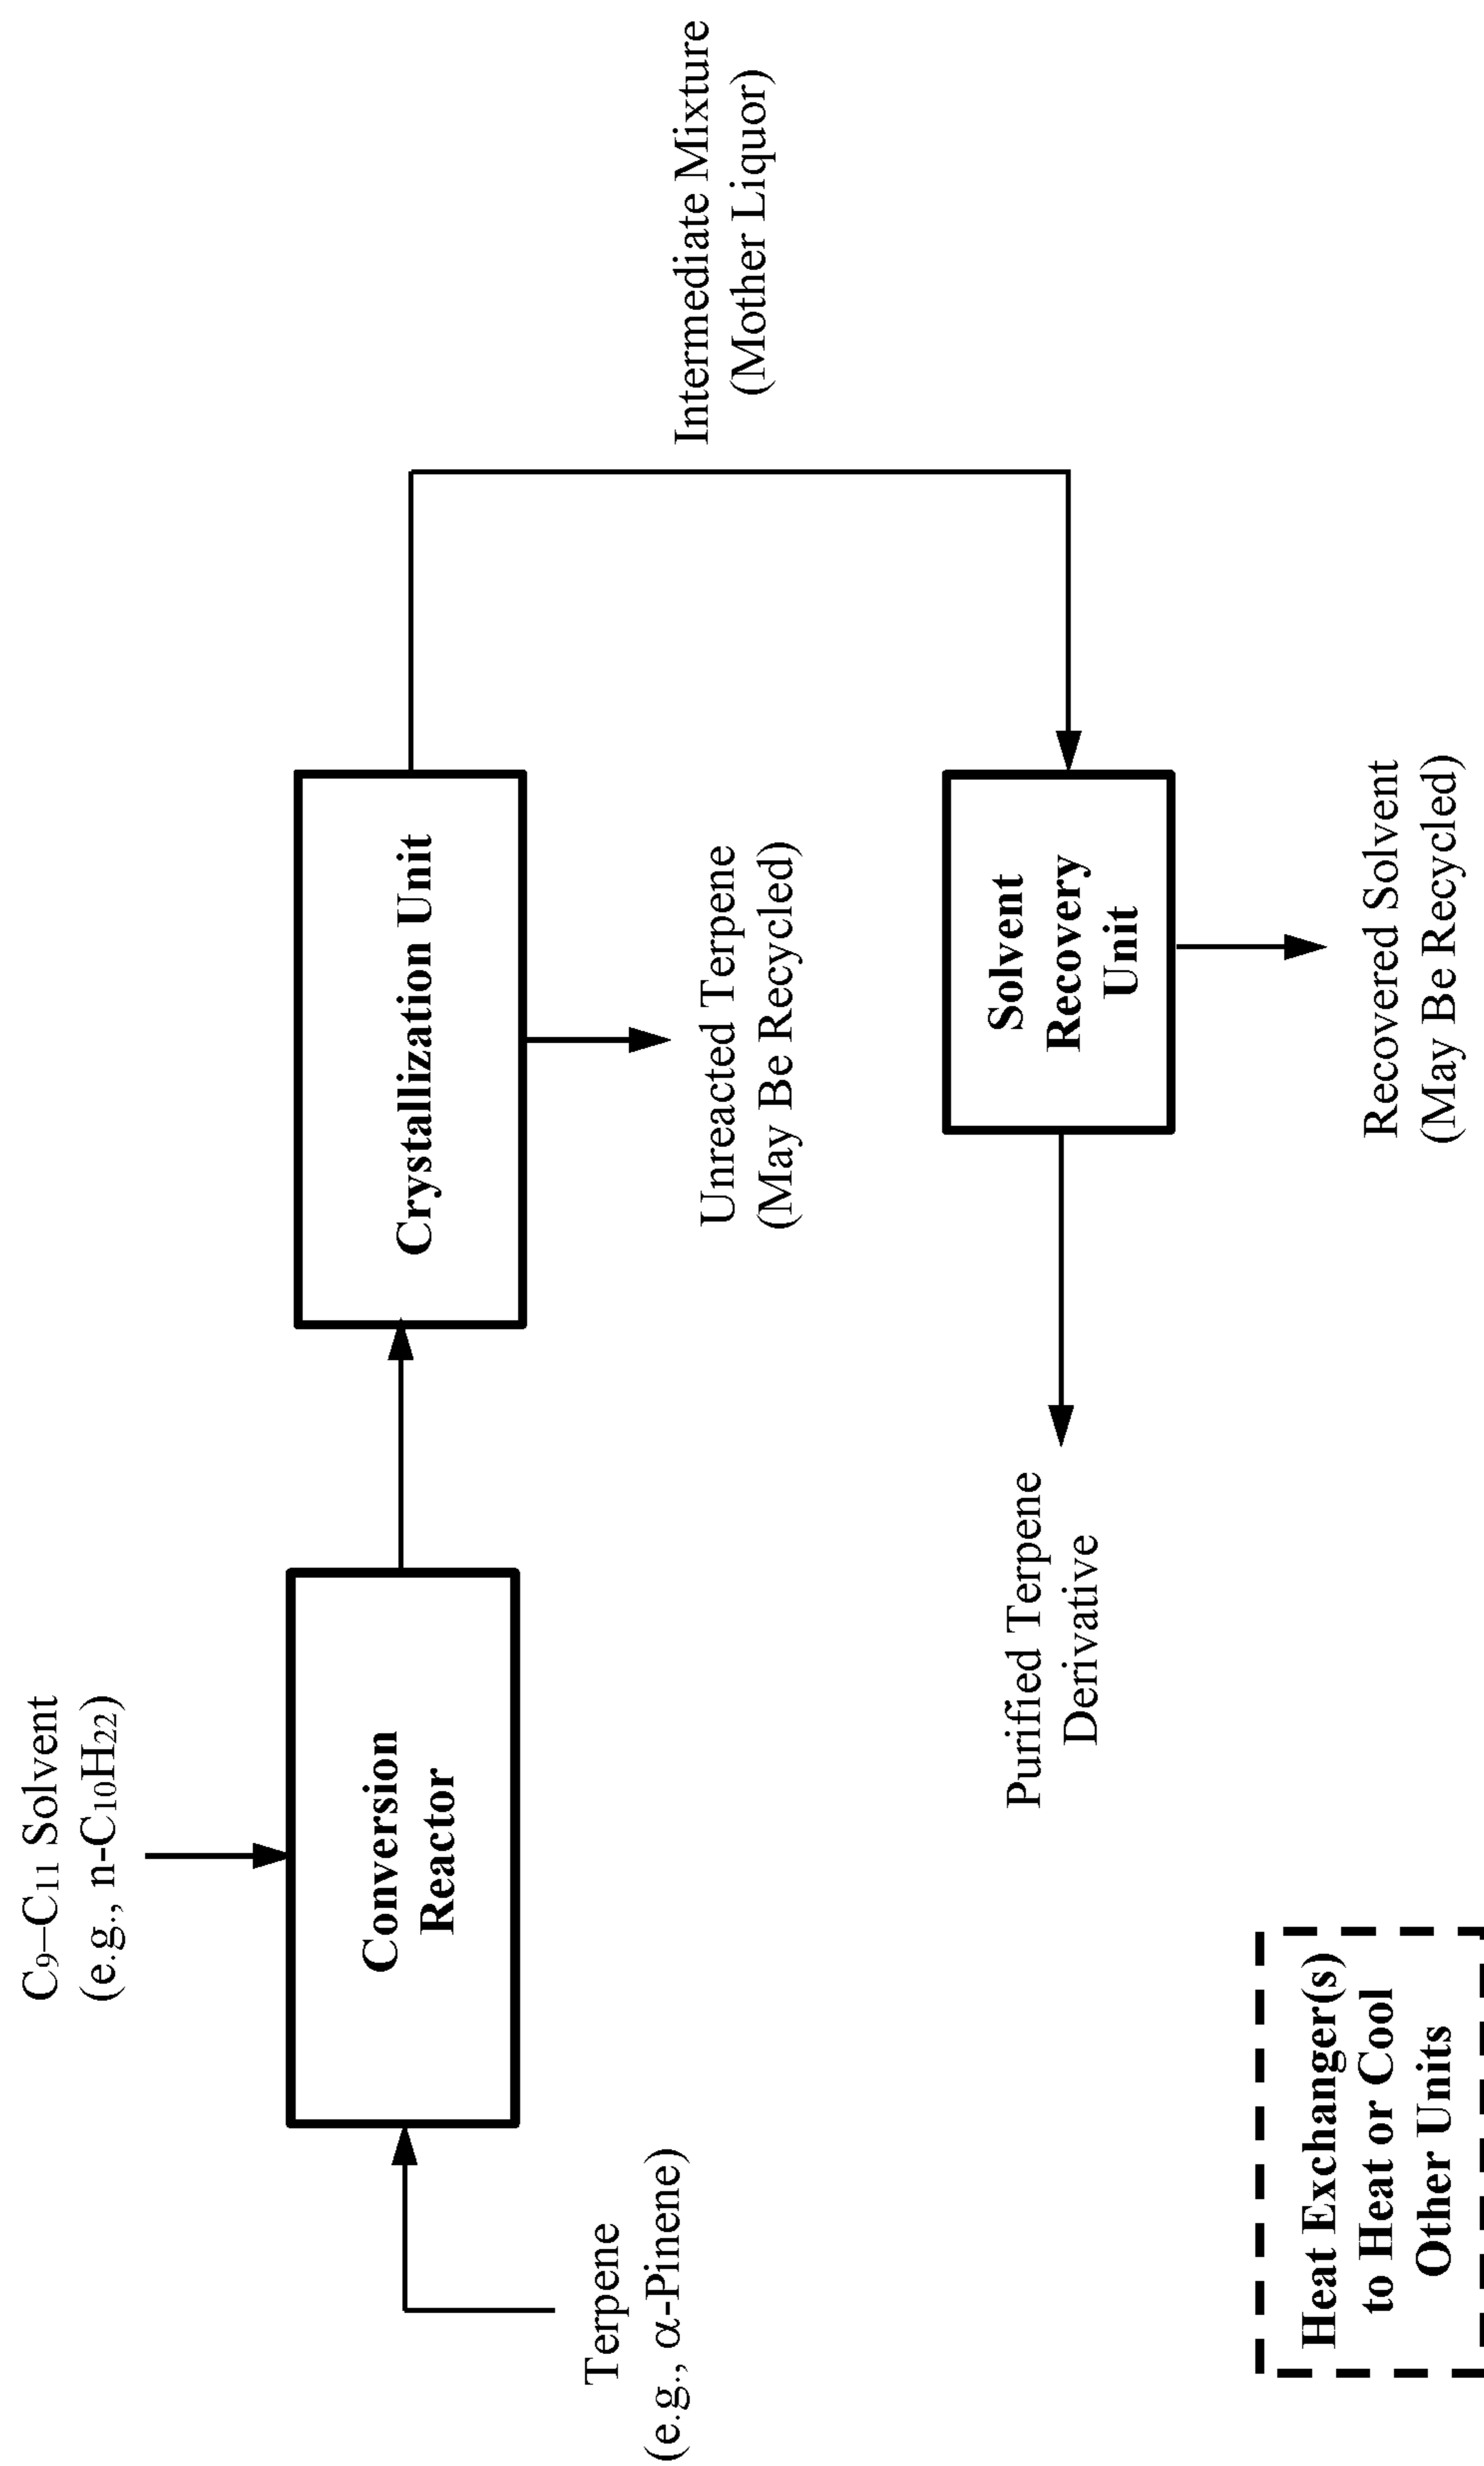 C₉–C₁₁ Solvent
(e.g., n-C₁₀H₂₂)
Terpene
(e.g., α-Pinene)
Conversion
Reactor
Crystallization Unit
Unreacted Terpene
(May Be Recycled)
Intermediate Mixture
(Mother Liquor)
Solvent
Recovery
Unit
Purified Terpene
Derivative
Recovered Solvent
(May Be Recycled)
Heat Exchanger(s)
to Heat or Cool
Other Units